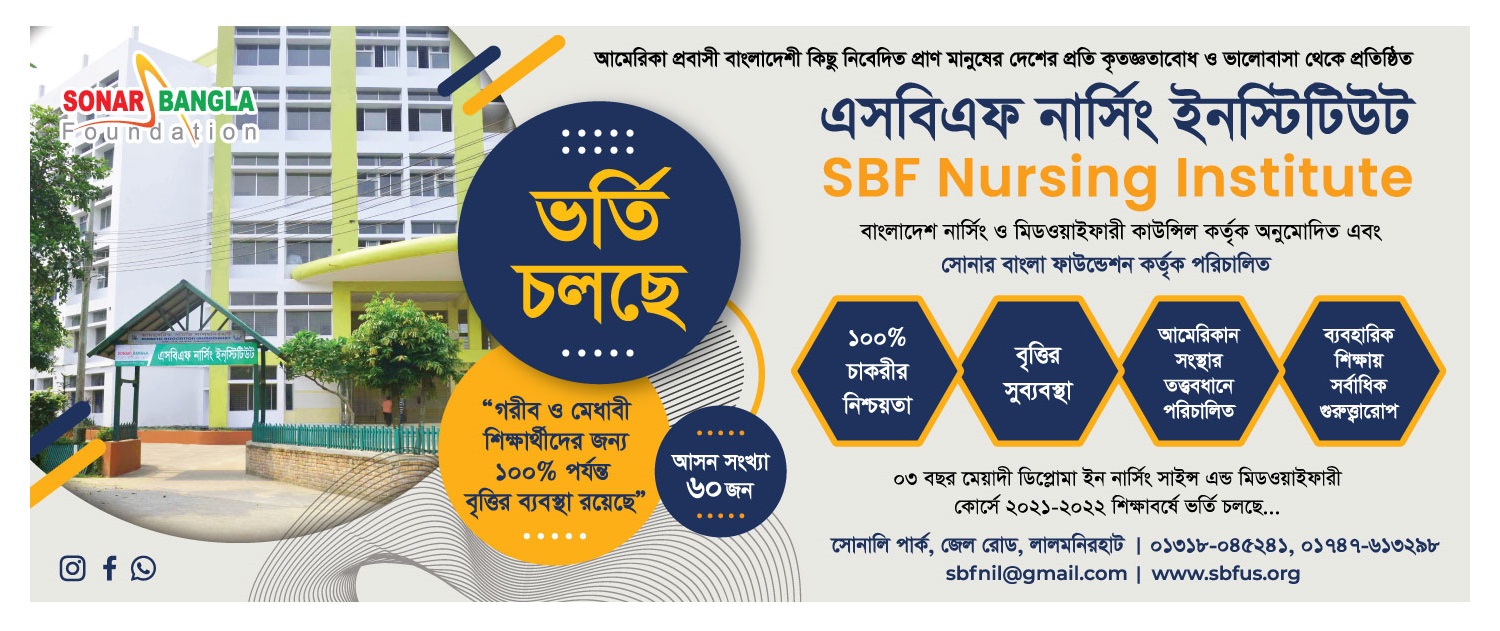 SONAR BANGLA
Foundation
আমেরিকা প্রবাসী বাংলাদেশী কিছু নিবেদিত প্রাণ মানুষের দেশের প্রতি কৃতজ্ঞতাবোধ ও ভালোবাসা থেকে প্রতিষ্ঠিত
এসবিএফ নার্সিং ইনস্টিটিউট
SBF Nursing Institute
বাংলাদেশ নার্সিং ও মিডওয়াইফারী কাউন্সিল কর্তৃক অনুমোদিত এবং
সোনার বাংলা ফাউন্ডেশন কর্তৃক পরিচালিত
ভর্তি
চলছে
১০০%
চাকরীর
নিশ্চয়তা
বৃত্তির
সুব্যবস্থা
আমেরিকান
সংস্থার
তত্ত্ববধানে
পরিচালিত
ব্যবহারিক
শিক্ষায়
সর্বাধিক
গুরুত্ত্বারোপ
এসবিএফ নার্সিং ইনস্টিটিউট
“গরীব ও মেধাবী
শিক্ষার্থীদের জন্য
১০০% পর্যন্ত
বৃত্তির ব্যবস্থা রয়েছে”
আসন সংখ্যা
৬০ জন
০৩ বছর মেয়াদী ডিপ্লোমা ইন নার্সিং সাইন্স এন্ড মিডওয়াইফারী
কোর্সে ২০২১-২০২২ শিক্ষাবর্ষে ভর্তি চলছে...
সোনালি পার্ক, জেল রোড, লালমনিরহাট | ০১৩১৮-০৪৫২৪১, ০১৭৪৭-৬১৩২৯৮
sbfnil@gmail.com | www.sbfus.org